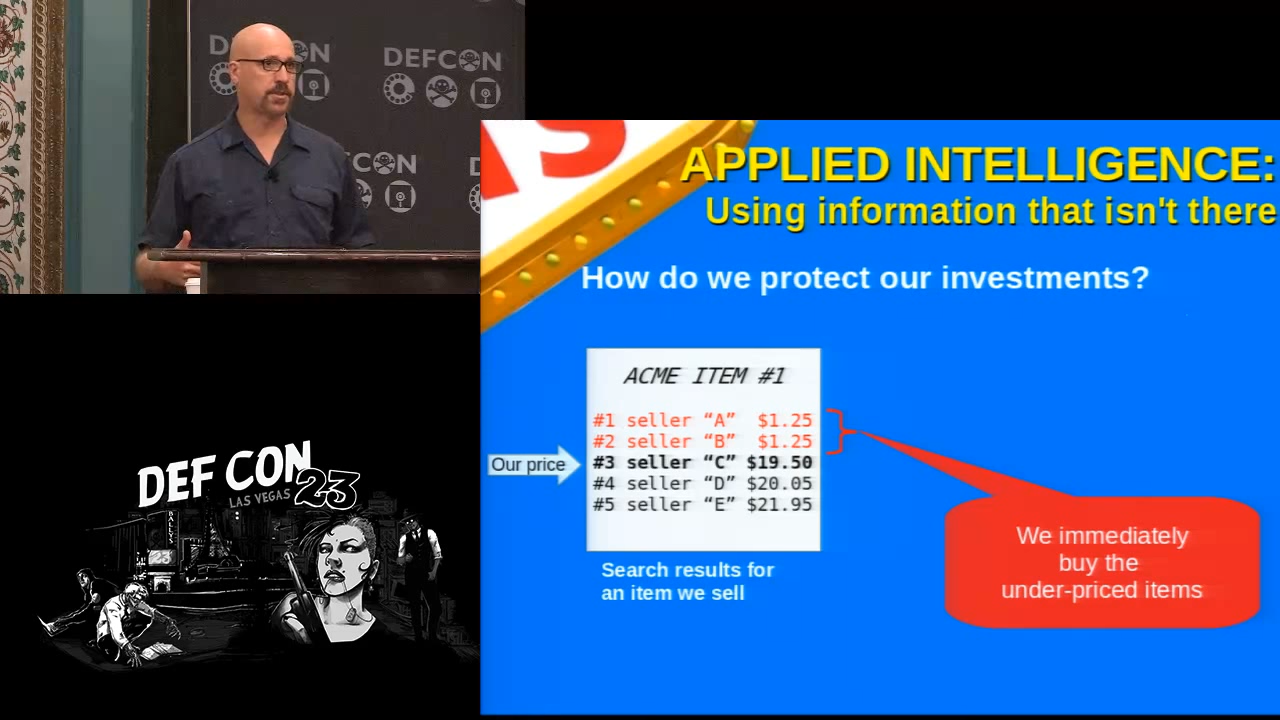 DEFCON
DEFCON
APPLIED INTELLIGENCE:
Using information that isn't there
How do we protect our investments?
ACME ITEM #1
#1 seller “A” $1.25
#2 seller “B” $1.25
Our price
#3 seller “C” $19.50
#4 seller “D” $20.05
#5 seller “E” $21.95
Search results for
an item we sell
We immediately
buy the
under-priced items
DEF CON
LAS VEGAS 23
BALLYS
23